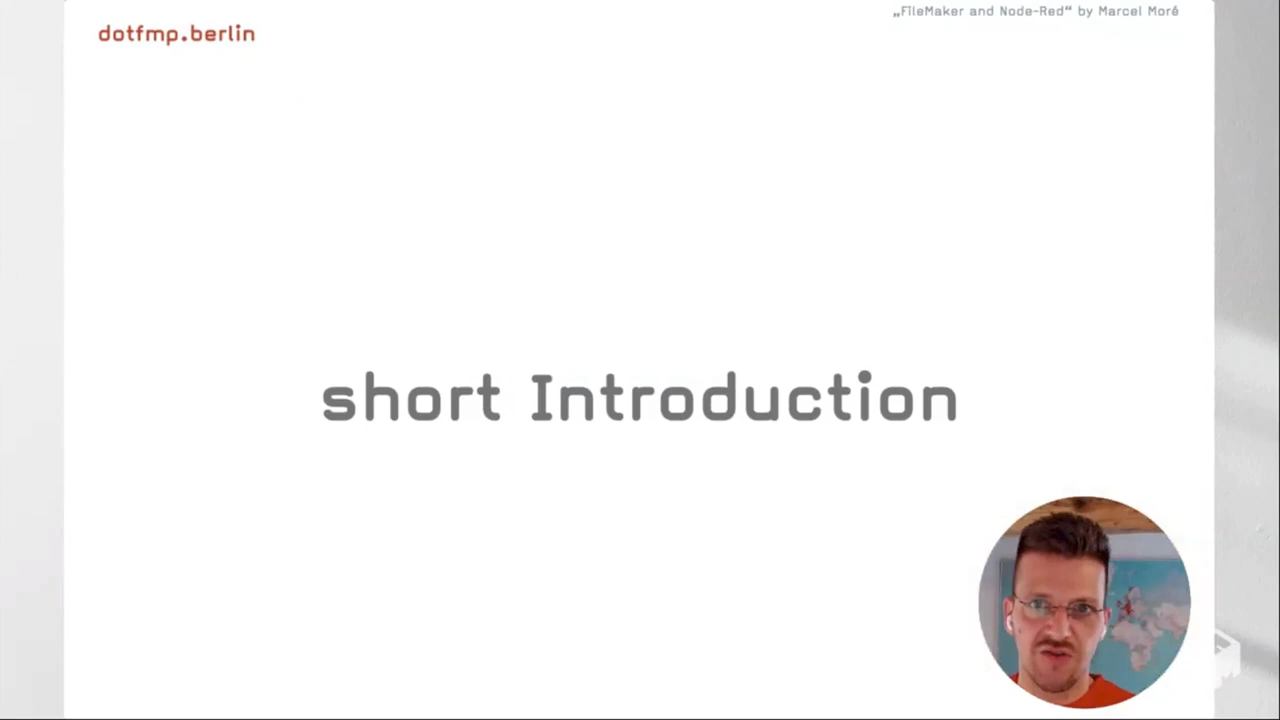 „FileMaker and Node-Red“ by Marcel Moré
dotfmp.berlin
short Introduction